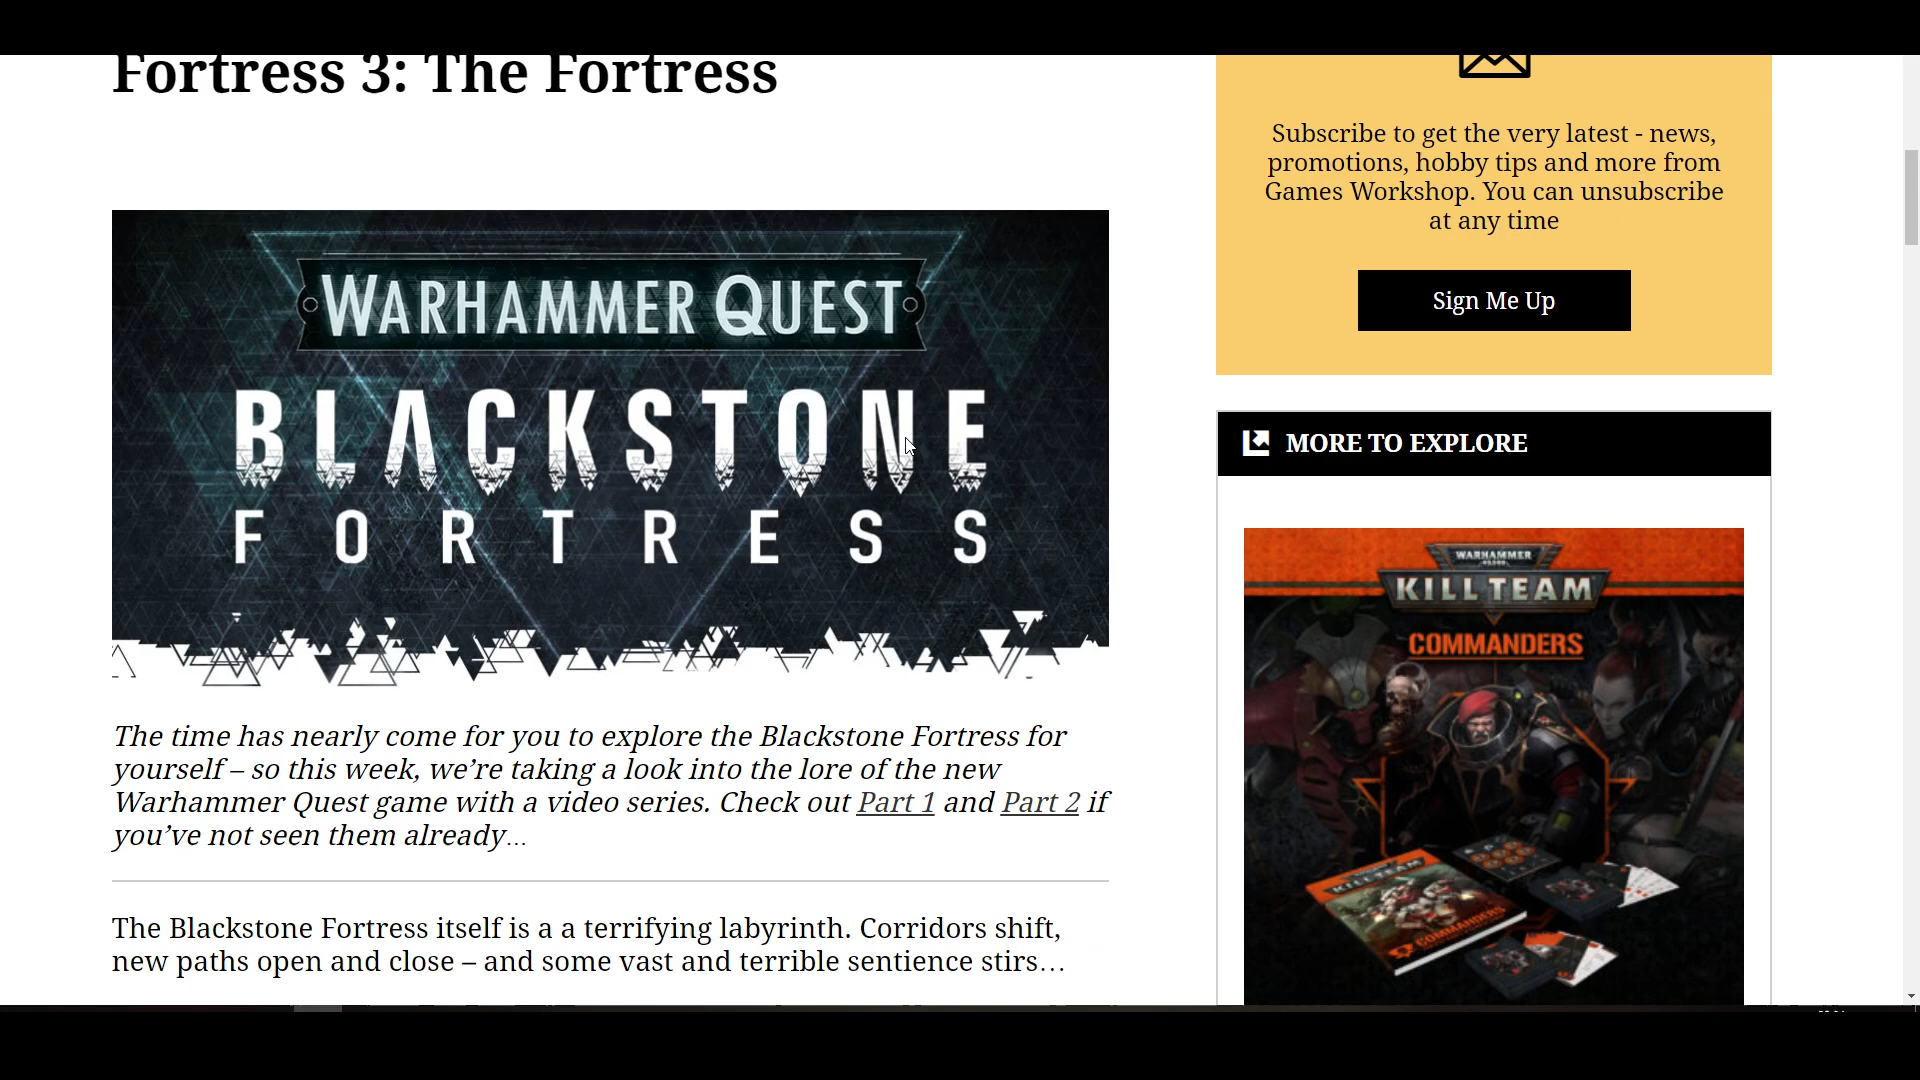 Fortress 3: The Fortress
WARHAMMER QUEST
BLACKSTONE
FORTRESS
The time has nearly come for you to explore the Blackstone Fortress for
yourself – so this week, we’re taking a look into the lore of the new
Warhammer Quest game with a video series. Check out Part 1 and Part 2 if
you’ve not seen them already…
The Blackstone Fortress itself is a a terrifying labyrinth. Corridors shift,
new paths open and close – and some vast and terrible sentience stirs…
Subscribe to get the very latest - news,
promotions, hobby tips and more from
Games Workshop. You can unsubscribe
at any time
Sign Me Up
MORE TO EXPLORE
WARHAMMER
40,000
KILL TEAM
COMMANDERS
KILL TEAM
COMMANDERS